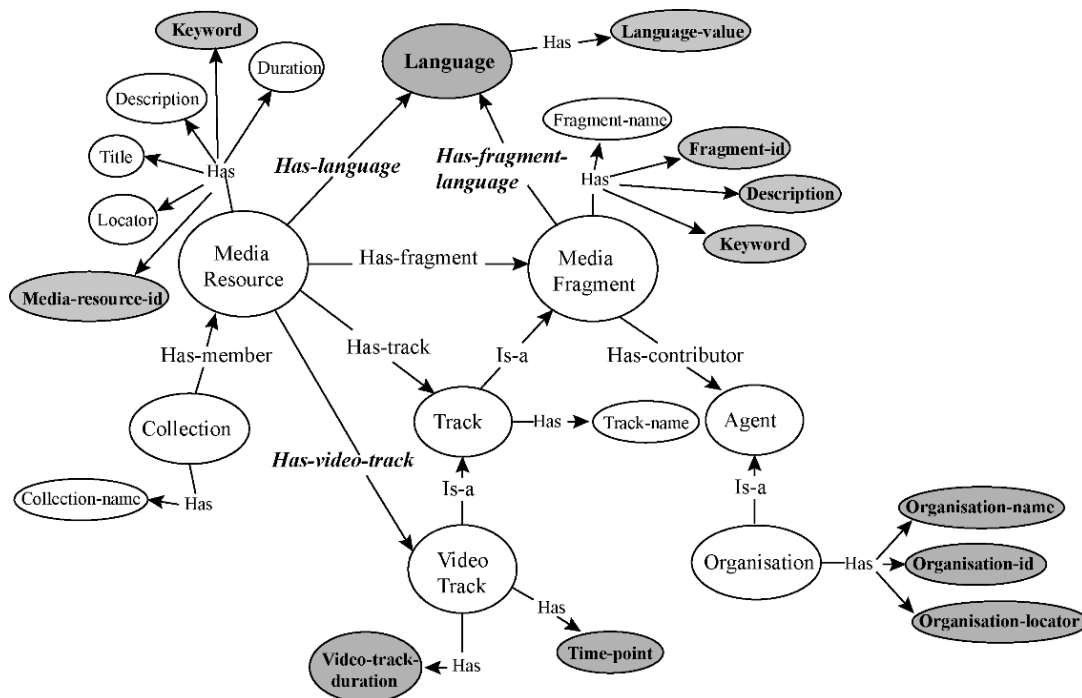 Keyword
Language-value
Has
Language
Duration
Description
Fragment-name
Title
Has
Has-language
Has-fragment-
language
Fragment-id
Has
Description
Locator
Keyword
Media
Resource
Has-fragment
Media
Fragment
Media-resource-id
Has-member
Has-track
Is-a
Has-contributor
Collection
Track
Has
Track-name
Agent
Has-video-track
Collection-name
Has
Is-a
Is-a
Organisation-name
Video
Track
Organisation
Has
Organisation-id
Has
Organisation-locator
Video-track-
duration
Has
Time-point